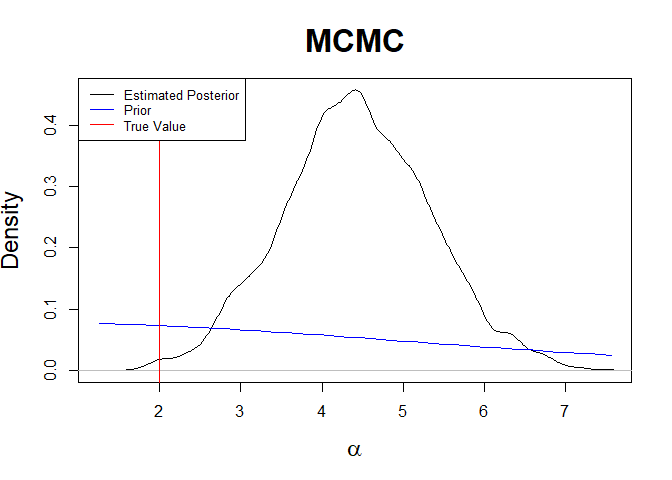 MCMC
Estimated Posterior
Prior
True Value
Density
0.4
0.3
0.2
0.1
0.0
2 3 4 5 6 7
α